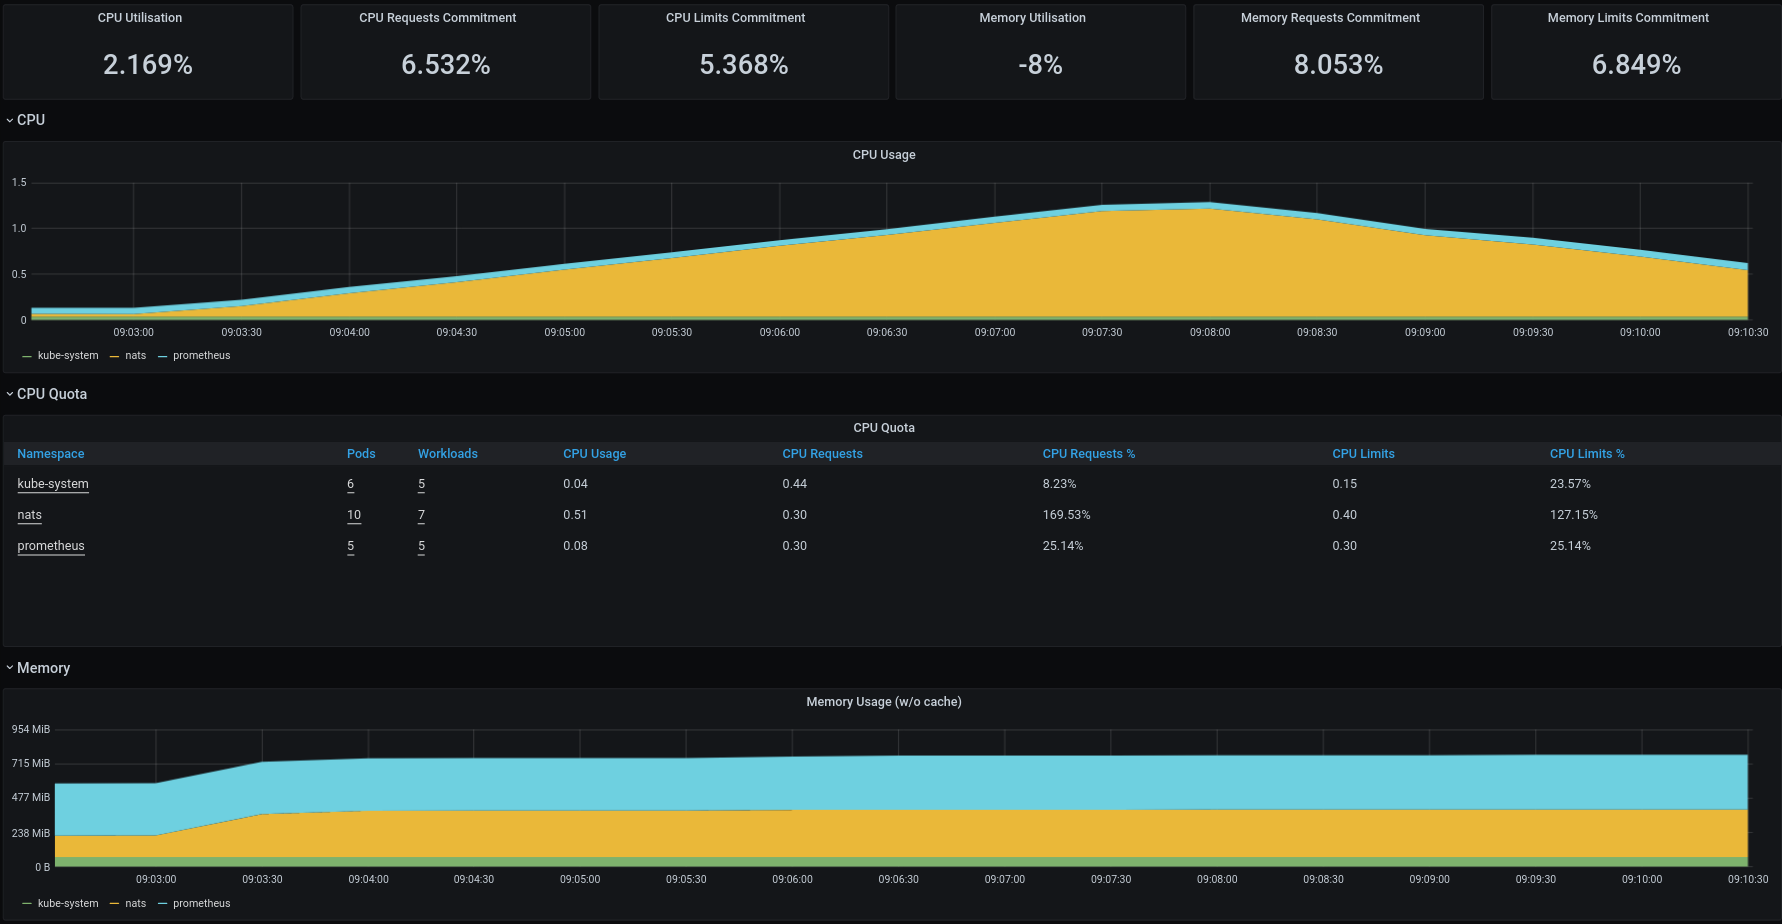 CPU Utilisation
CPU Requests Commitment
CPU Limits Commitment
Memory Utilisation
Memory Requests Commitment
Memory Limits Commitment
2.169%
6.532%
5.368%
-8%
8.053%
6.849%
CPU
CPU Usage
1.5
1.0
0.5
0
09:03:00 09:03:30 09:04:00 09:04:30 09:05:00 09:05:30 09:06:00 09:06:30 09:07:00 09:07:30 09:08:00 09:08:30 09:09:00 09:09:30 09:10:00 09:10:30
kube-system nats prometheus
CPU Quota
CPU Quota
Namespace Pods Workloads CPU Usage CPU Requests CPU Requests % CPU Limits CPU Limits %
kube-system 6 5 0.04 0.44 8.23% 0.15 23.57%
nats 10 7 0.51 0.30 169.53% 0.40 127.15%
prometheus 5 5 0.08 0.30 25.14% 0.30 25.14%
Memory
Memory Usage (w/o cache)
954 MiB
715 MiB
477 MiB
238 MiB
0 B
09:03:00 09:03:30 09:04:00 09:04:30 09:05:00 09:05:30 09:06:00 09:06:30 09:07:00 09:07:30 09:08:00 09:08:30 09:09:00 09:09:30 09:10:00 09:10:30
kube-system nats prometheus